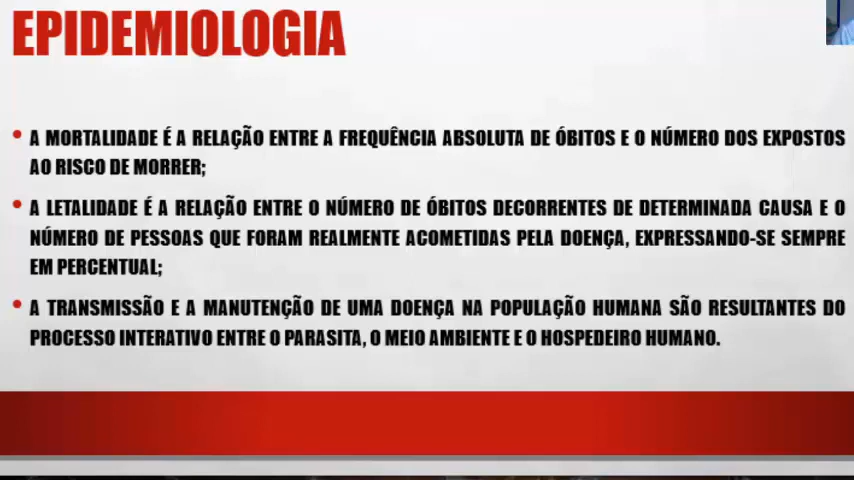 EPIDEMIOLOGIA
• A MORTALIDADE É A RELAÇÃO ENTRE A FREQUÊNCIA ABSOLUTA DE ÓBITOS E O NÚMERO DOS EXPOSTOS
AO RISCO DE MORRER;
• A LETALIDADE É A RELAÇÃO ENTRE O NÚMERO DE ÓBITOS DECORRENTES DE DETERMINADA CAUSA E O
NÚMERO DE PESSOAS QUE FORAM REALMENTE ACOMETIDAS PELA DOENÇA, EXPRESSANDO-SE SEMPRE
EM PERCENTUAL;
• A TRANSMISSÃO E A MANUTENÇÃO DE UMA DOENÇA NA POPULAÇÃO HUMANA SÃO RESULTANTES DO
PROCESSO INTERATIVO ENTRE O PARASITA, O MEIO AMBIENTE E O HOSPEDEIRO HUMANO.